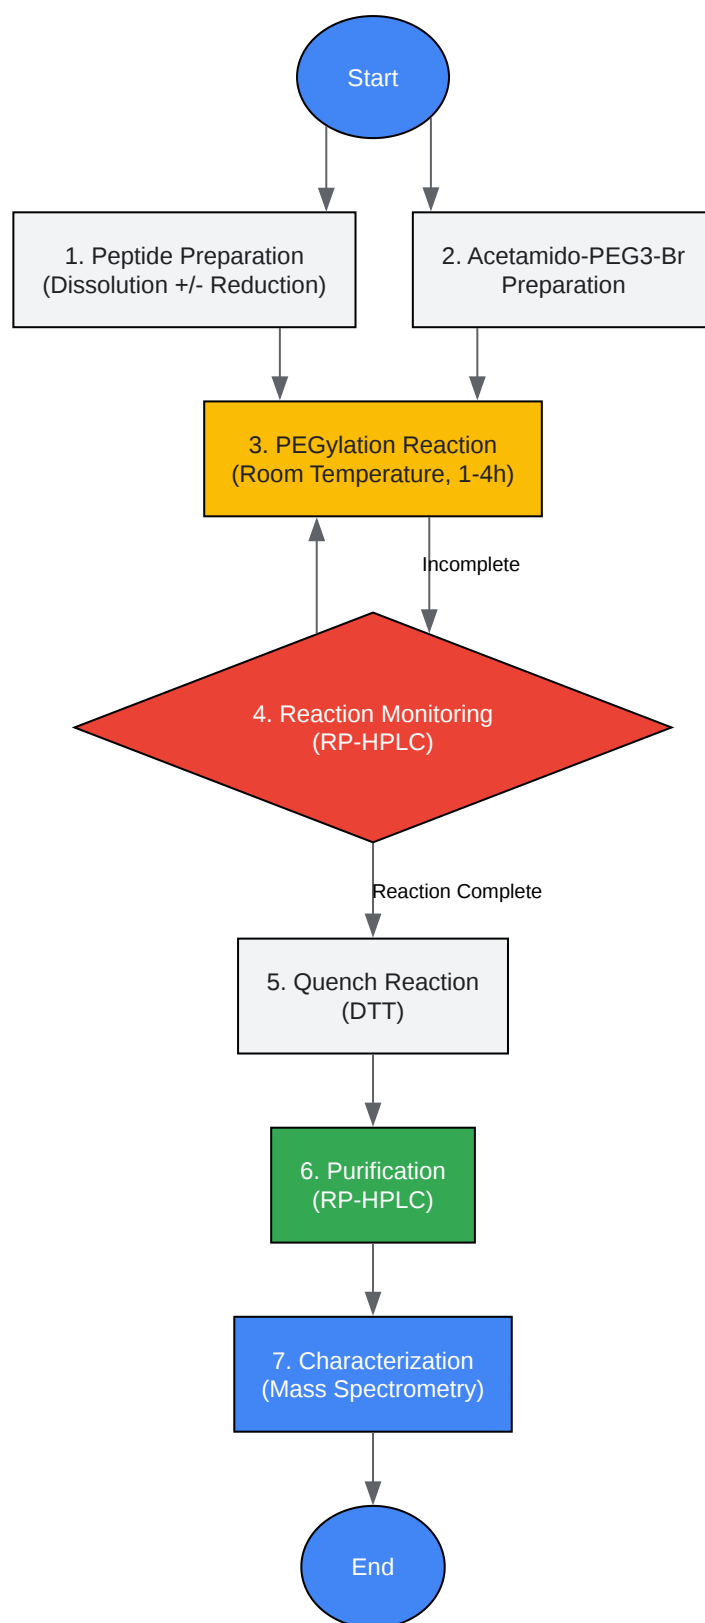 Start
1. Peptide Preparation
(Dissolution +/- Reduction)
2. Acetamido-PEG3-Br
Preparation
3. PEGylation Reaction
(Room Temperature, 1-4h)
Incomplete
4. Reaction Monitoring
(RP-HPLC)
Reaction Complete
5. Quench Reaction
(DTT)
6. Purification
(RP-HPLC)
7. Characterization
(Mass Spectrometry)
End